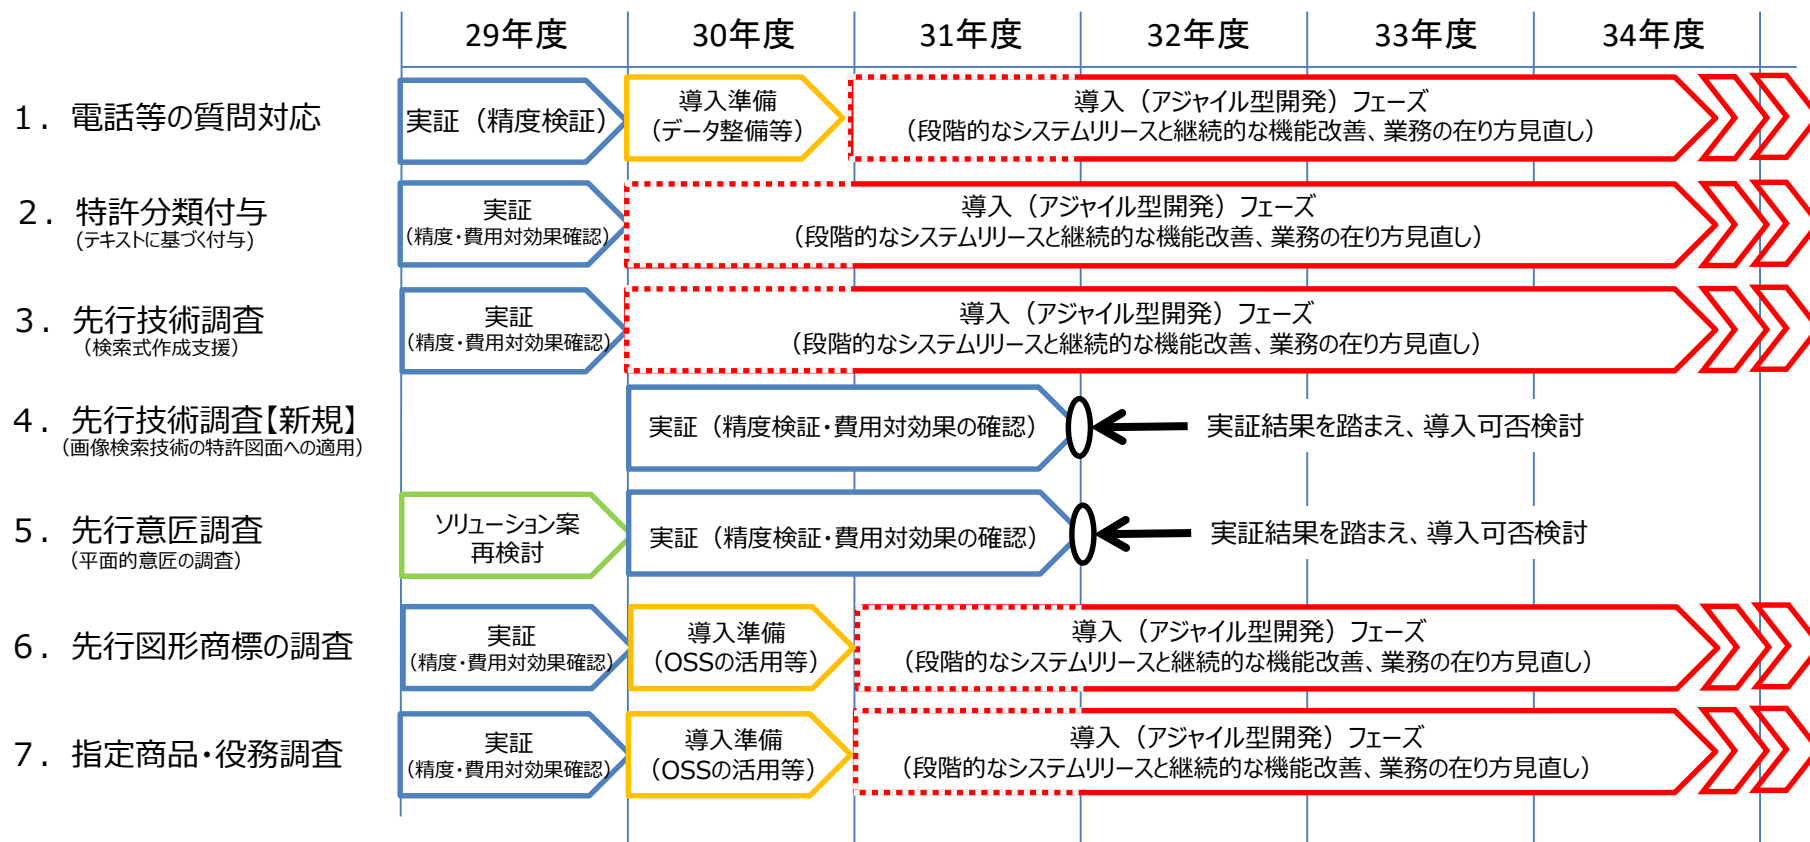 29年度 30年度 31年度 32年度 33年度 34年度
1. 電話等の質問対応
実証（精度検証）
導入準備
（データ整備等）
導入（アジャイル型開発）フェーズ
（段階的なシステムリリースと継続的な機能改善、業務の在り方見直し）
2. 特許分類付与
（テキストに基づく付与）
実証
（精度・費用対効果確認）
導入（アジャイル型開発）フェーズ
（段階的なシステムリリースと継続的な機能改善、業務の在り方見直し）
3. 先行技術調査
（検索式作成支援）
実証
（精度・費用対効果確認）
導入（アジャイル型開発）フェーズ
（段階的なシステムリリースと継続的な機能改善、業務の在り方見直し）
4. 先行技術調査【新規】
（画像検索技術の特許図面への適用）
実証（精度検証・費用対効果の確認）
実証結果を踏まえ、導入可否検討
5. 先行意匠調査
（平面的意匠の調査）
ソリューション案
再検討
実証（精度検証・費用対効果の確認）
実証結果を踏まえ、導入可否検討
6. 先行図形商標の調査
実証
（精度・費用対効果確認）
導入準備
（OSSの活用等）
導入（アジャイル型開発）フェーズ
（段階的なシステムリリースと継続的な機能改善、業務の在り方見直し）
7. 指定商品・役務調査
実証
（精度・費用対効果確認）
導入準備
（OSSの活用等）
導入（アジャイル型開発）フェーズ
（段階的なシステムリリースと継続的な機能改善、業務の在り方見直し）